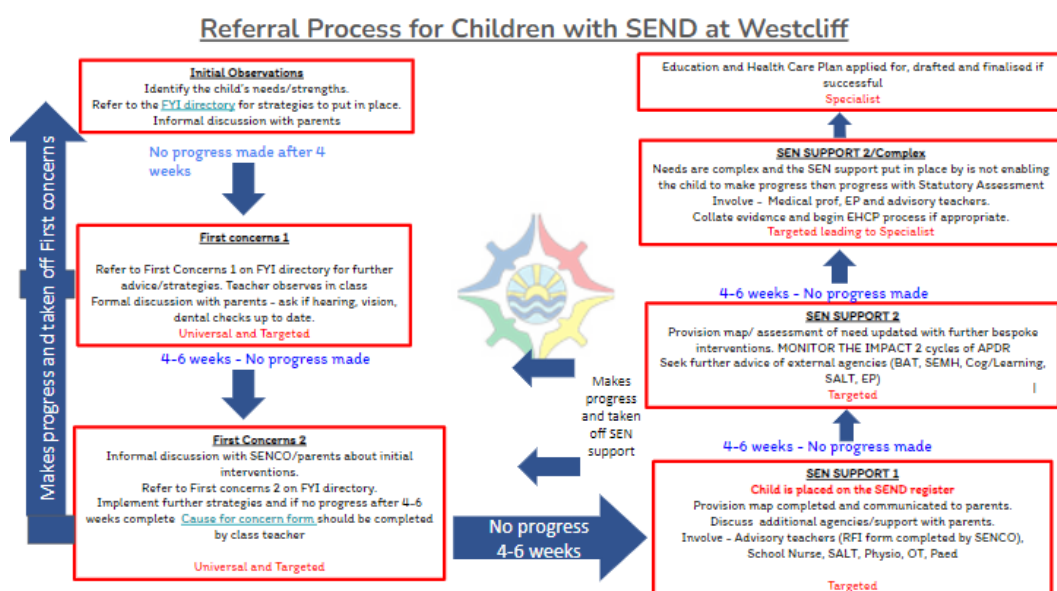 Referral Process for Children with SEND at Westcliff
Initial Observations
Identify the child's needs/strengths.
Refer to the FYI directory for strategies to put in place.
Informal discussion with parents
No progress made after 4
weeks
First concerns 1
Refer to First Concerns 1 on FYI directory for further
advice/strategies. Teacher observes in class
Formal discussion with parents - ask if hearing, vision,
dental checks up to date.
Universal and Targeted
4-6 weeks - No progress made
First Concerns 2
Informal discussion with SENCO/parents about initial
interventions.
Refer to First concerns 2 on FYI directory.
Implement further strategies and if no progress after 4-6
weeks complete Cause for concern form should be completed
by class teacher
Universal and Targeted
Makes progress and taken off First concerns
No progress
4-6 weeks
Makes
progress
and taken
off SEN
support
Education and Health Care Plan applied for, drafted and finalised if
successful
Specialist
SEN SUPPORT 2/Complex
Needs are complex and the SEN support put in place by is not enabling
the child to make progress then progress with Statutory Assessment
Involve - Medical prof, EP and advisory teachers.
Collate evidence and begin EHCP process if appropriate.
Targeted leading to Specialist
4-6 weeks - No progress made
SEN SUPPORT 2
Provision map/ assessment of need updated with further bespoke
interventions. MONITOR THE IMPACT 2 cycles of APDR
Seek further advice of external agencies (BAT, SEMH, Cog/Learning,
SALT, EP)
Targeted
4-6 weeks - No progress made
SEN SUPPORT 1
Child is placed on the SEND register
Provision map completed and communicated to parents.
Discuss additional agencies/support with parents.
Involve - Advisory teachers (RFI form completed by SENCO),
School Nurse, SALT, Physio, OT, Paed
Targeted